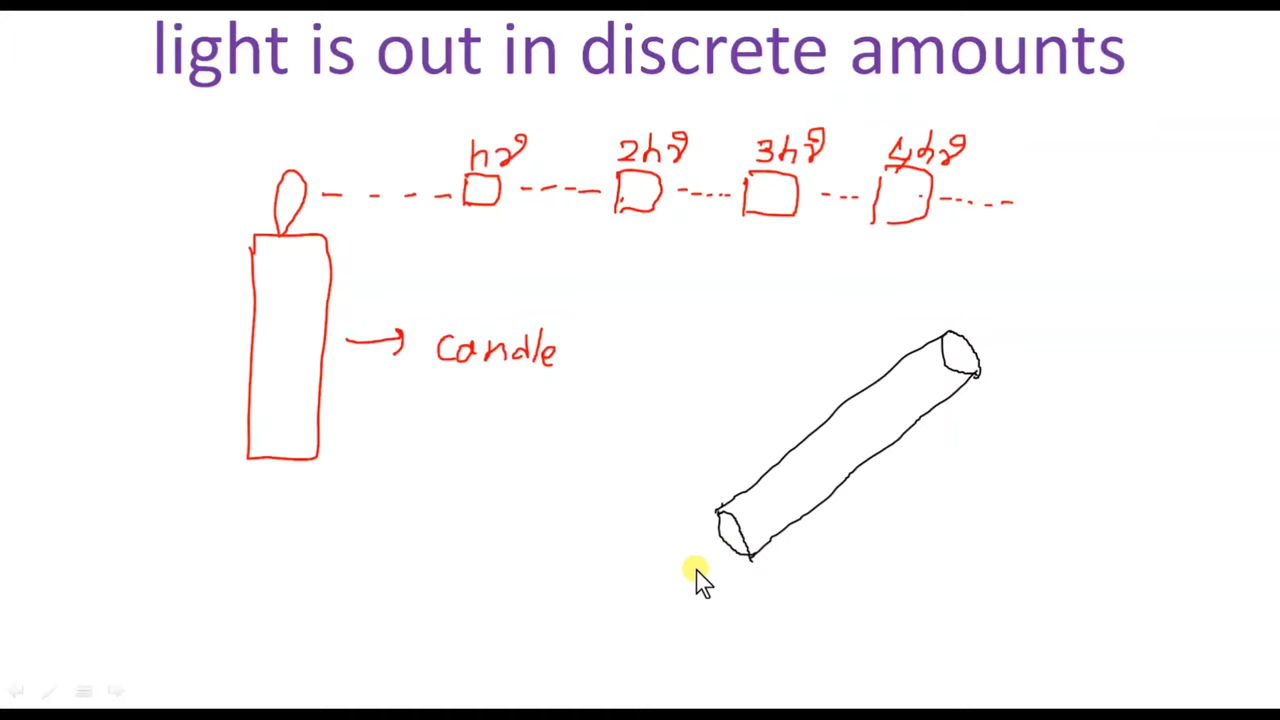 light is out in discrete amounts
hν 2hν 3hν 4hν
candle